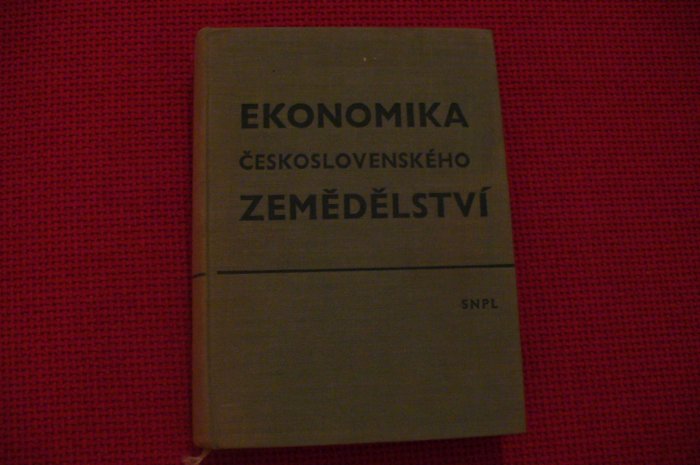 EKONOMIKA
ČESKOSLOVENSKÉHO
ZEMĚDĚLSTVÍ
SNPL